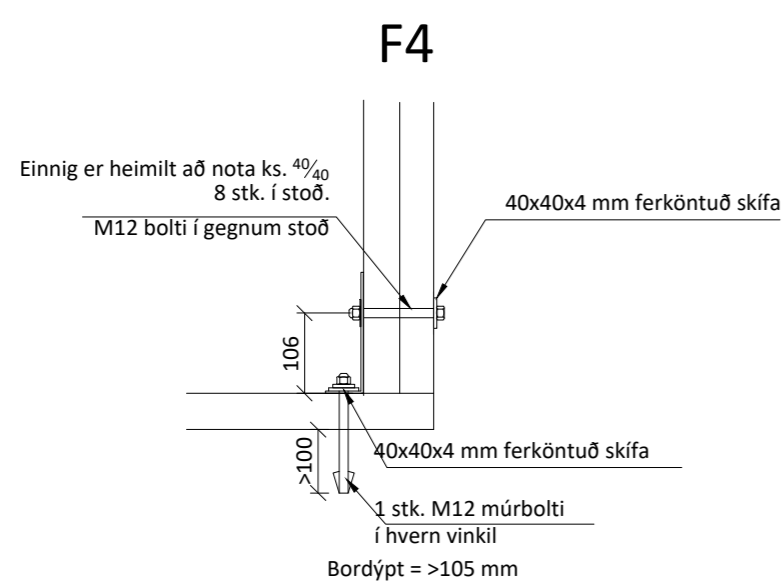 F4
Einnig er heimilt að nota ks. 40/40
8 stk. í stoð.
M12 bolti í gegnum stoð
40x40x4 mm ferköntuð skífa
106
>100
40x40x4 mm ferköntuð skífa
1 stk. M12 múrbolti
í hvern vinkil
Bordýpt = >105 mm